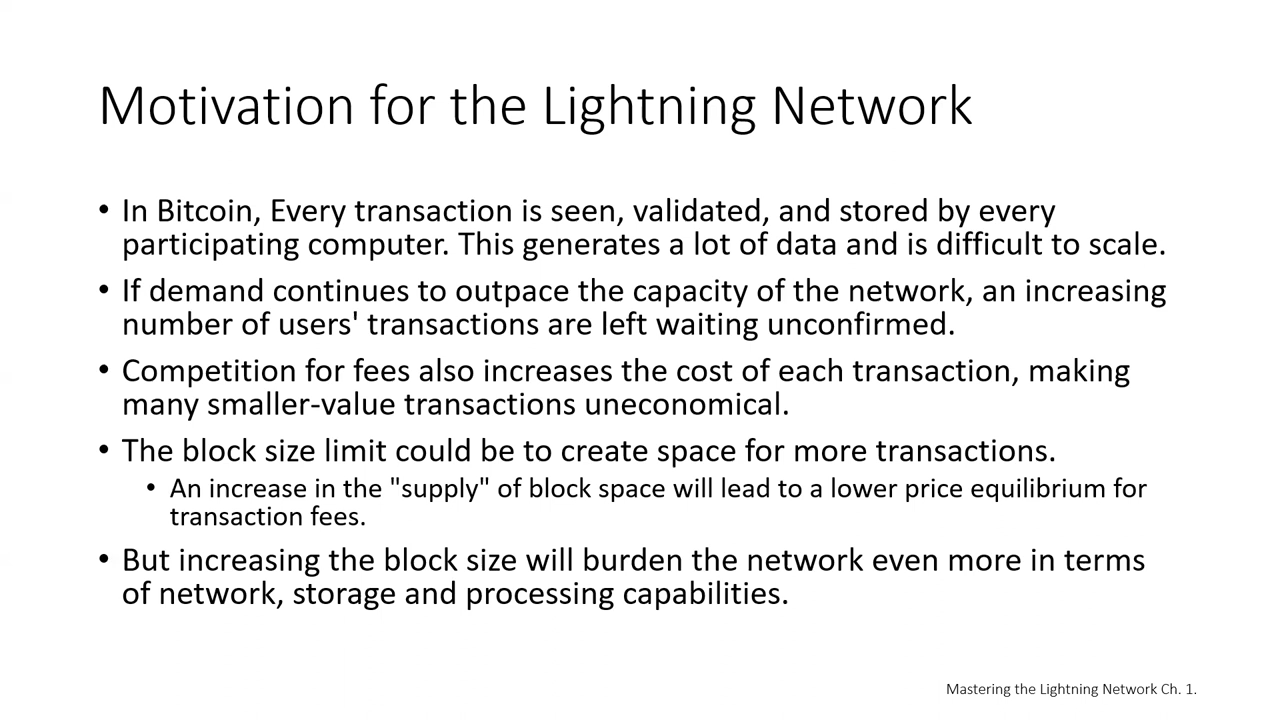 Motivation for the Lightning Network
• In Bitcoin, Every transaction is seen, validated, and stored by every
participating computer. This generates a lot of data and is difficult to scale.
• If demand continues to outpace the capacity of the network, an increasing
number of users' transactions are left waiting unconfirmed.
• Competition for fees also increases the cost of each transaction, making
many smaller-value transactions uneconomical.
• The block size limit could be to create space for more transactions.
• An increase in the "supply" of block space will lead to a lower price equilibrium for
transaction fees.
• But increasing the block size will burden the network even more in terms
of network, storage and processing capabilities.
Mastering the Lightning Network Ch. 1.